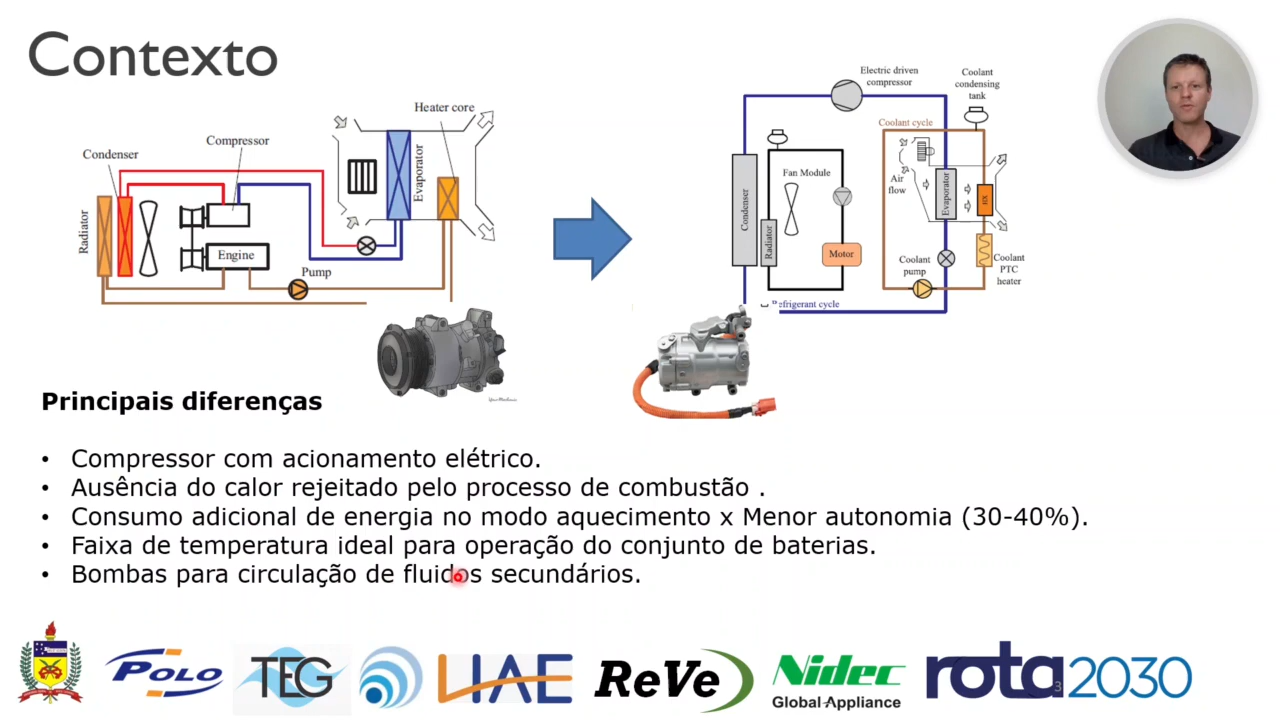 Contexto
Heater core
Compressor
Condenser
Evaporator
Radiator
Engine
Pump
Electric driven
compressor
Coolant
condensing
tank
Coolant cycle
Fan Module
Air
flow
Condenser
Evaporator
HX
Radiator
Motor
Coolant
pump
Coolant
PTC
heater
efrigerant cycle
Principais diferenças
• Compressor com acionamento elétrico.
• Ausência do calor rejeitado pelo processo de combustão .
• Consumo adicional de energia no modo aquecimento x Menor autonomia (30-40%).
• Faixa de temperatura ideal para operação do conjunto de baterias.
• Bombas para circulação de fluidos secundários.
POLO
TEG
LIAE
ReVe
Nidec
Global Appliance
rota2030
3